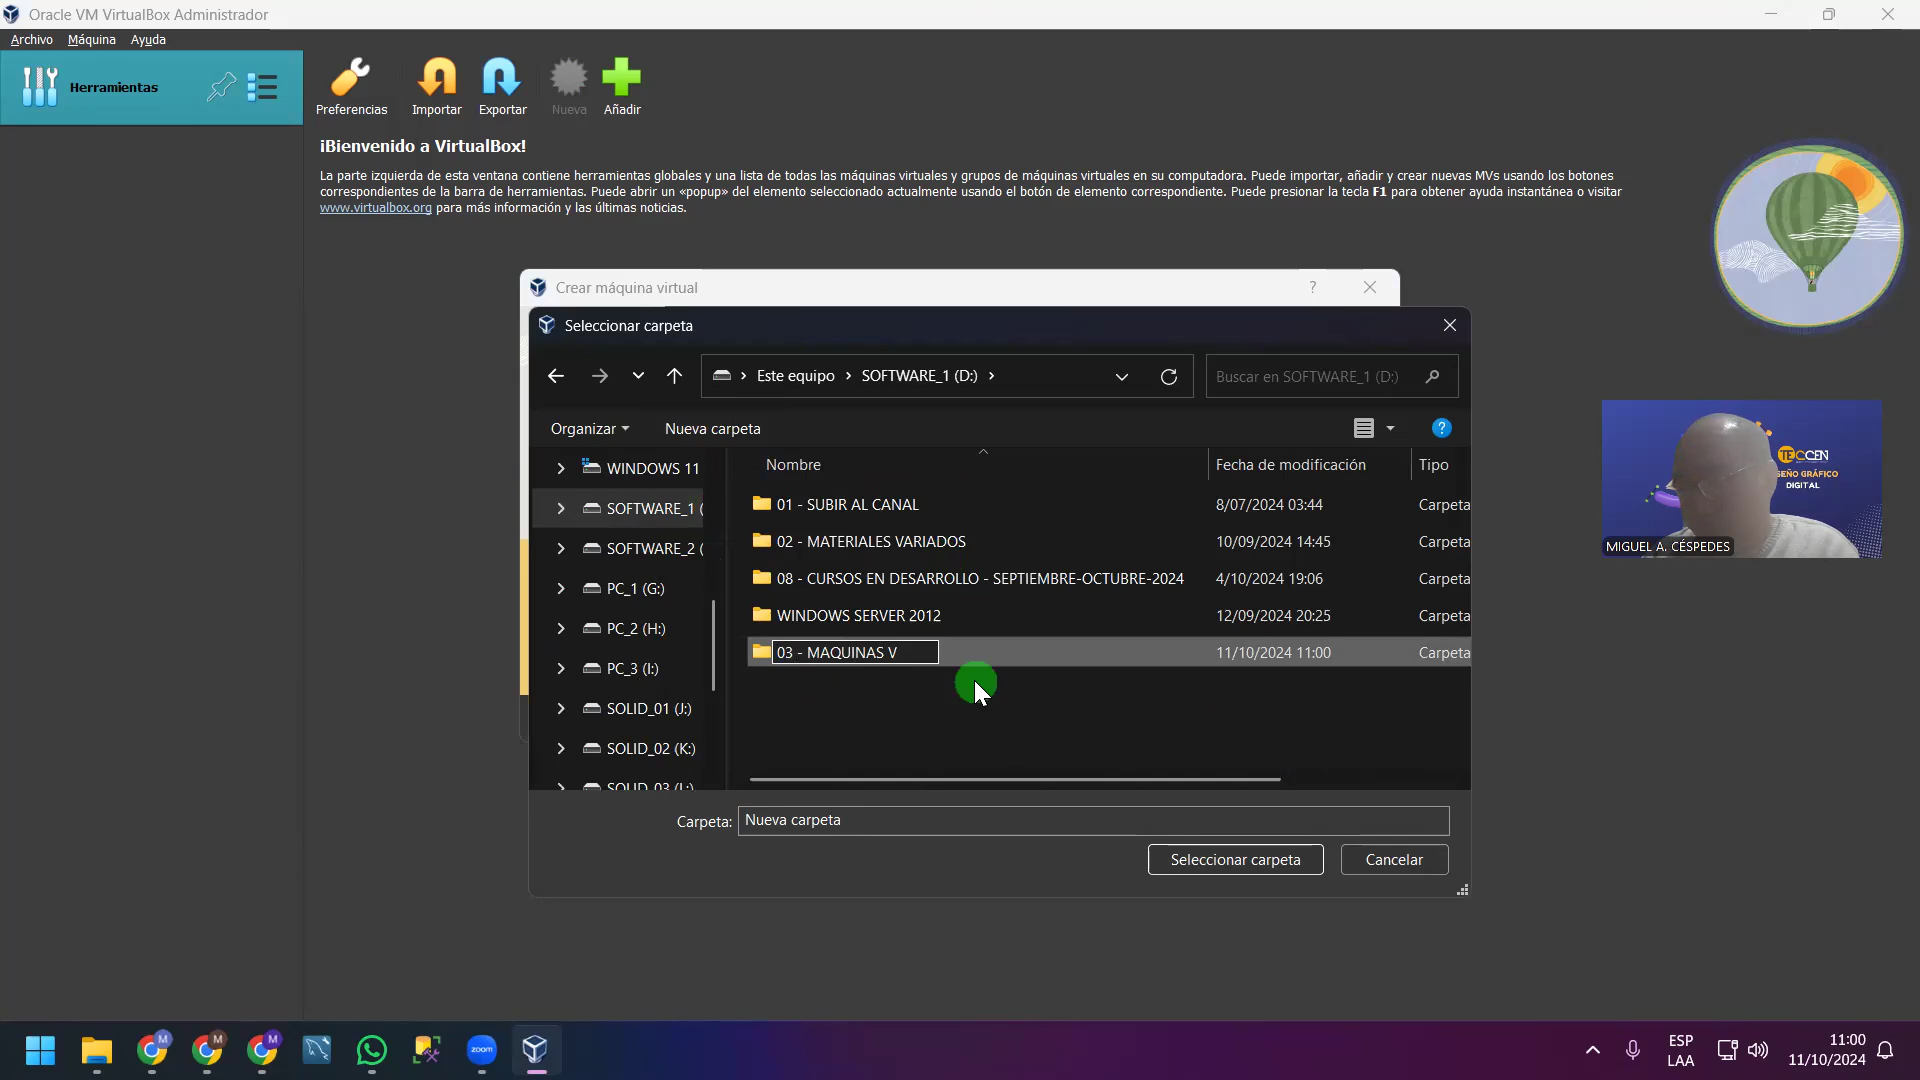 Oracle VM VirtualBox Administrador
Archivo Máquina Ayuda
Herramientas
Preferencias Importar Exportar Nueva Añadir
¡Bienvenido a VirtualBox!
La parte izquierda de esta ventana contiene herramientas globales y una lista de todas las máquinas virtuales y grupos de máquinas virtuales en su computadora. Puede importar, añadir y crear nuevas MVs usando los botones
correspondientes de la barra de herramientas. Puede abrir un «popup» del elemento seleccionado actualmente usando el botón de elemento correspondiente. Puede presionar la tecla F1 para obtener ayuda instantánea o visitar
www.virtualbox.org para más información y las últimas noticias.
Crear máquina virtual
Seleccionar carpeta
Este equipo > SOFTWARE_1 (D:) >
Buscar en SOFTWARE_1 (D:)
Organizar Nueva carpeta
Nombre Fecha de modificación Tipo
WINDOWS 11
SOFTWARE_1 (
SOFTWARE_2 (
PC_1 (G:)
PC_2 (H:)
PC_3 (I:)
SOLID_01 (J:)
SOLID_02 (K:)
SOLID_03 (L:)
01 - SUBIR AL CANAL 8/07/2024 03:44 Carpeta
02 - MATERIALES VARIADOS 10/09/2024 14:45 Carpeta
08 - CURSOS EN DESARROLLO - SEPTIEMBRE-OCTUBRE-2024 4/10/2024 19:06 Carpeta
WINDOWS SERVER 2012 12/09/2024 20:25 Carpeta
03 - MAQUINAS V 11/10/2024 11:00 Carpeta
Carpeta: Nueva carpeta
Seleccionar carpeta Cancelar
TECCEN
SEÑO GRÁFICO
DIGITAL
MIGUEL A. CÉSPEDES
zoom
ESP
LAA
11:00
11/10/2024